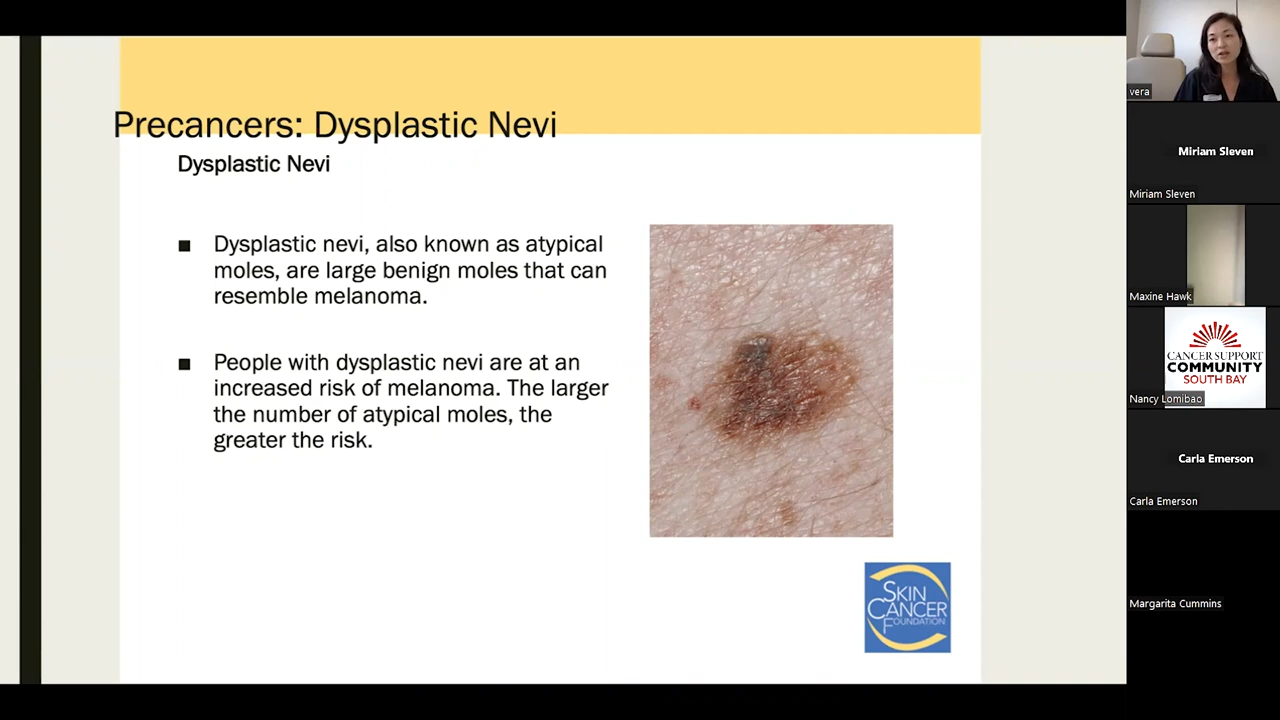 Precancers: Dysplastic Nevi
Dysplastic Nevi
Dysplastic nevi, also known as atypical
moles, are large benign moles that can
resemble melanoma.
People with dysplastic nevi are at an
increased risk of melanoma. The larger
the number of atypical moles, the
greater the risk.
SKIN
CANCER
FOUNDATION
vera
Miriam Sleven
Miriam Sleven
Maxine Hawk
CANCER SUPPORT
COMMUNITY
SOUTH BAY
Nancy Lomibao
Carla Emerson
Carla Emerson
Margarita Cummins